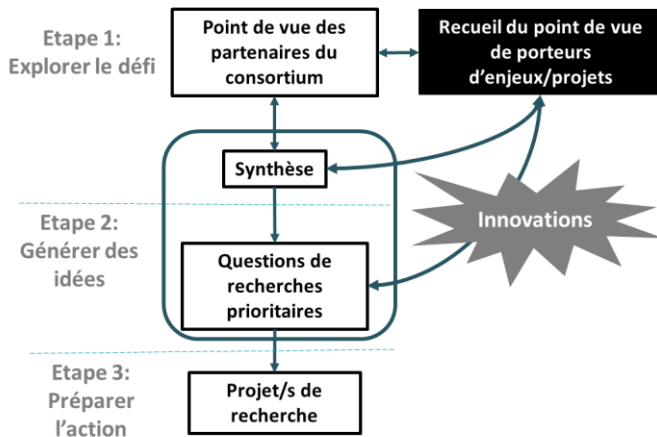 Etape 1:
Explorer le défi
Point de vue des
partenaires du
consortium
Recueil du point de vue
de porteurs
d'enjeux/projets
Synthèse
Etape 2:
Générer des
idées
Innovations
Questions de
recherches
prioritaires
Etape 3:
Préparer
l'action
Projet/s de
recherche